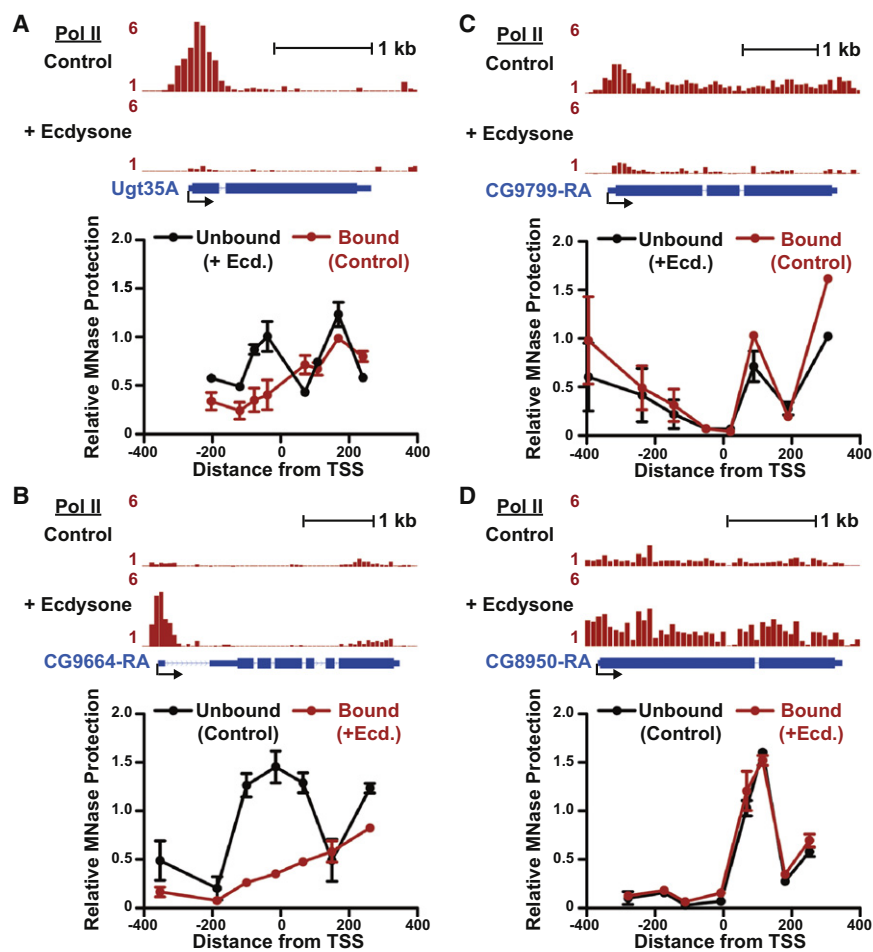 A
Pol II
Control
6
1
1 kb
+ Ecdysone
6
1
Ugt35A
Unbound
(+ Ecd.)
Bound
(Control)
Relative MNase Protection
2.0
1.5
1.0
0.5
0
-400 -200 0 200 400
Distance from TSS
B
Pol II
Control
6
1
1 kb
+ Ecdysone
6
1
CG9664-RA
Unbound
(Control)
Bound
(+Ecd.)
Relative MNase Protection
2.0
1.5
1.0
0.5
0
-400 -200 0 200 400
Distance from TSS
C
Pol II
Control
6
1
1 kb
+ Ecdysone
6
1
CG9799-RA
Unbound
(+Ecd.)
Bound
(Control)
Relative MNase Protection
2.0
1.5
1.0
0.5
0
-400 -200 0 200 400
Distance from TSS
D
Pol II
Control
6
1
1 kb
+ Ecdysone
6
1
CG8950-RA
Unbound
(Control)
Bound
(+Ecd.)
Relative MNase Protection
2.0
1.5
1.0
0.5
0
-400 -200 0 200 400
Distance from TSS